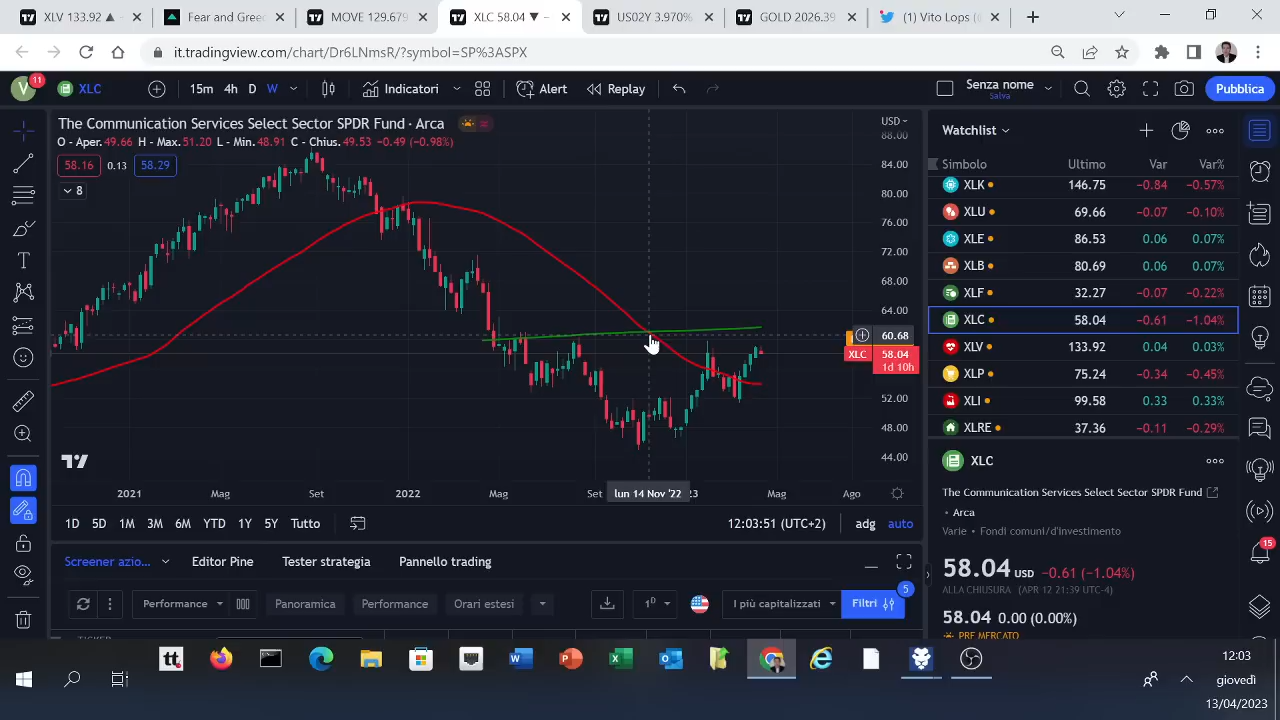 XLV 133.92 ▲
Fear and Gree
MOVE 129.679
XLC 58.04 ▼ −
US02Y 3.970%
GOLD 2026.39
(1) Vito Lops (
it.tradingview.com/chart/Dr6LNmsR/?symbol=SP%3ASPX
V
11
XLC
15m
4h
D
W
Indicatori
Alert
Replay
Senza nome
Salva
Pubblica
The Communication Services Select Sector SPDR Fund · Arca
O - Aper.49.66 H - Max.51.20 L - Min.48.91 C - Chius.49.53 −0.49 (−0.98%)
58.16
0.13
58.29
8
USD
88.00
84.00
80.00
76.00
72.00
68.00
64.00
60.68
XLC
58.04
1d 10h
52.00
48.00
44.00
2021
Mag
Set
2022
Mag
Set
lun 14 Nov '22
23
Mag
Ago
1D
5D
1M
3M
6M
YTD
1Y
5Y
Tutto
12:03:51 (UTC+2)
adg
auto
Screener azio...
Editor Pine
Tester strategia
Pannello trading
Performance
Panoramica
Performance
Orari estesi
1D
I più capitalizzati
Filtri
5
TICKER
Watchlist
Simbolo
Ultimo
Var
Var%
XLK 146.75 −0.84 −0.57%
XLU 69.66 −0.07 −0.10%
XLE 86.53 0.06 0.07%
XLB 80.69 0.06 0.07%
XLF 32.27 −0.07 −0.22%
XLC 58.04 −0.61 −1.04%
XLV 133.92 0.04 0.03%
XLP 75.24 −0.34 −0.45%
XLI 99.58 0.33 0.33%
XLRE 37.36 −0.11 −0.29%
XLC
The Communication Services Select Sector SPDR Fund
• Arca
Varie • Fondi comuni/d'investimento
58.04 USD −0.61 (−1.04%)
ALLA CHIUSURA (APR 12 21:39 UTC-4)
58.04 0.00 (0.00%)
PRE MERCATO
15
tt
12:03
giovedì
13/04/2023